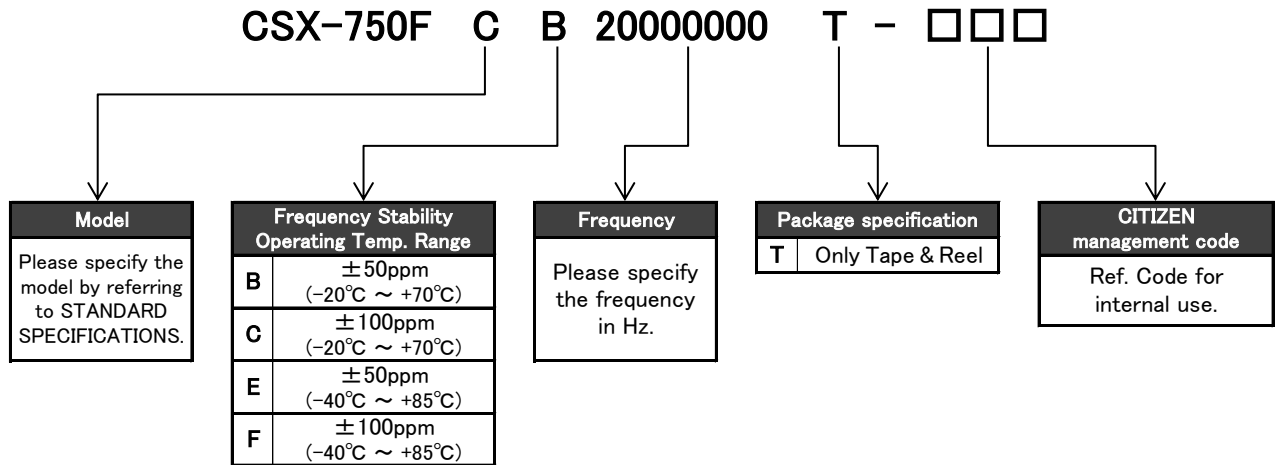 CSX-750F C B 20000000 T - □□□
Model
Please specify the
model by referring
to STANDARD
SPECIFICATIONS.
Frequency Stability
Operating Temp. Range
B ±50ppm
(-20℃ ～ +70℃)
C ±100ppm
(-20℃ ～ +70℃)
E ±50ppm
(-40℃ ～ +85℃)
F ±100ppm
(-40℃ ～ +85℃)
Frequency
Please specify
the frequency
in Hz.
Package specification
T Only Tape & Reel
CITIZEN
management code
Ref. Code for
internal use.